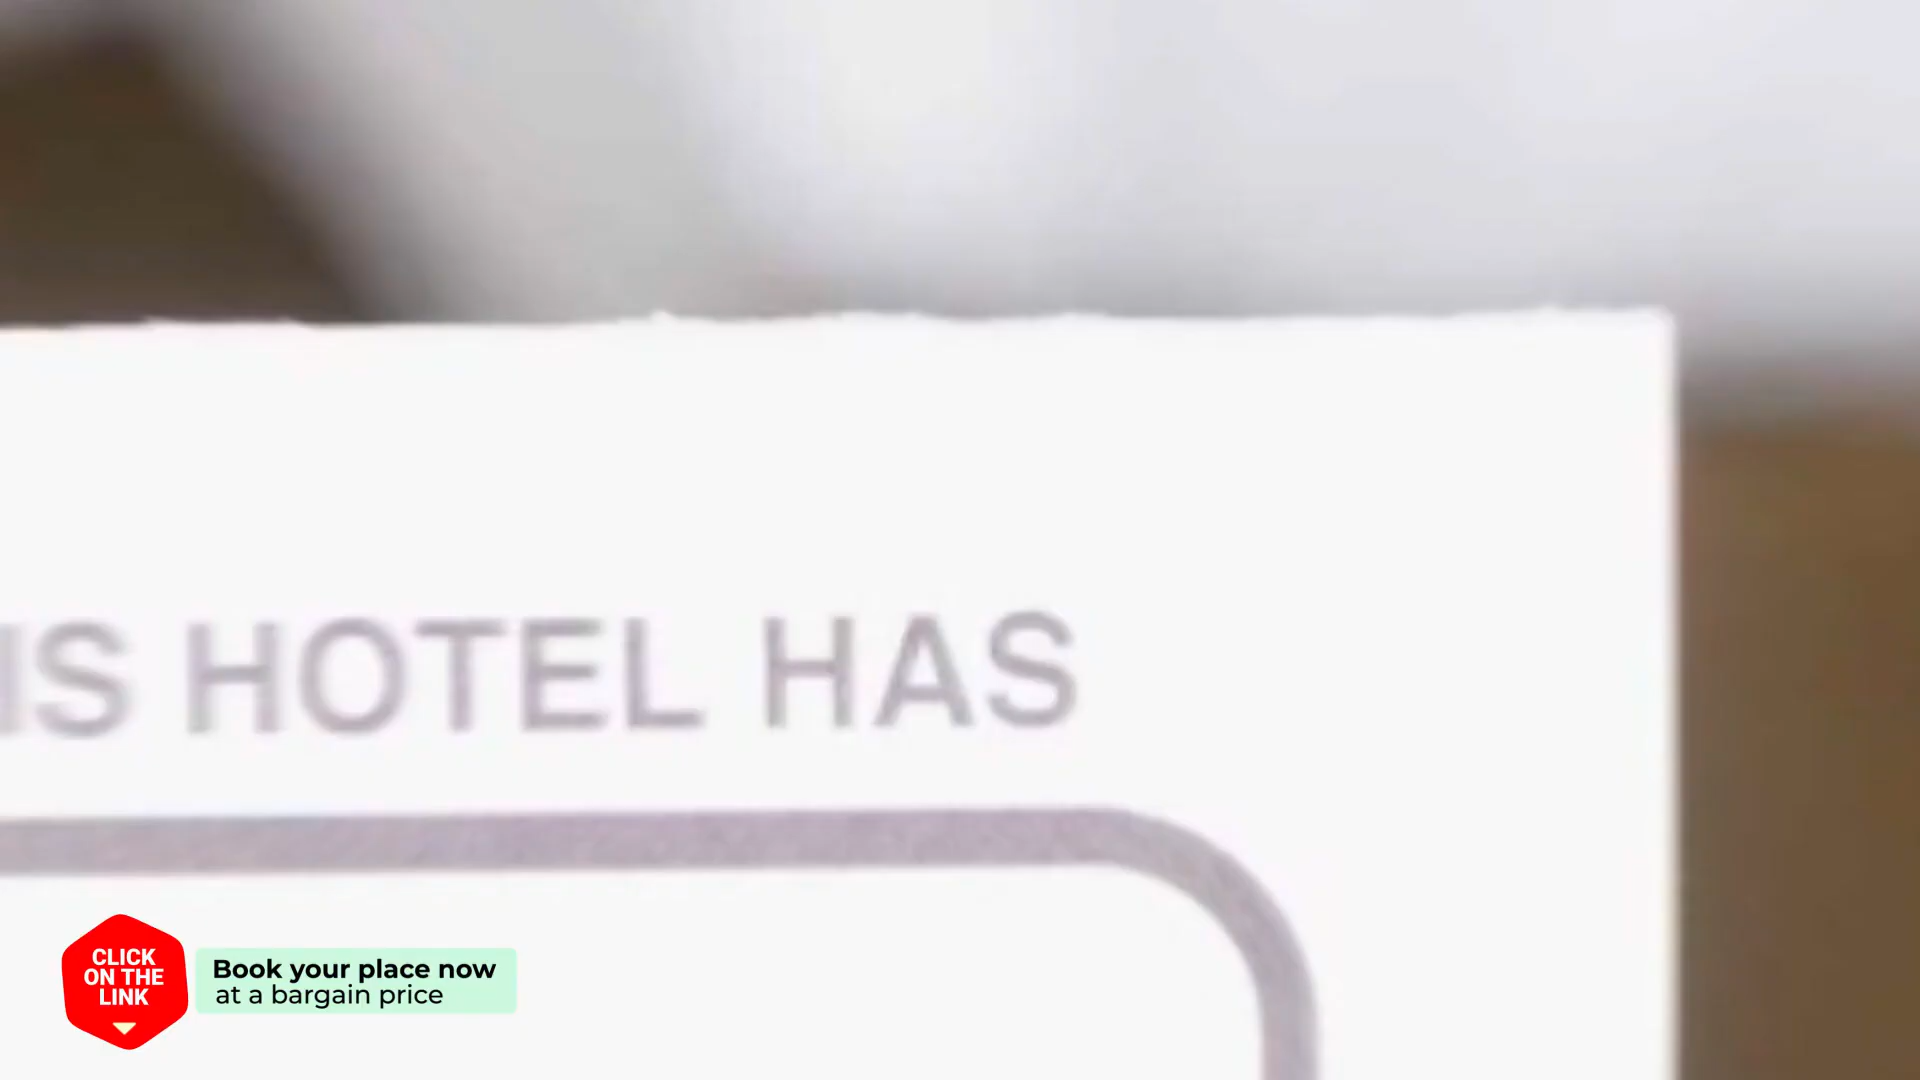 IS HOTEL HAS
CLICK
ON THE
LINK
Book your place now
at a bargain price